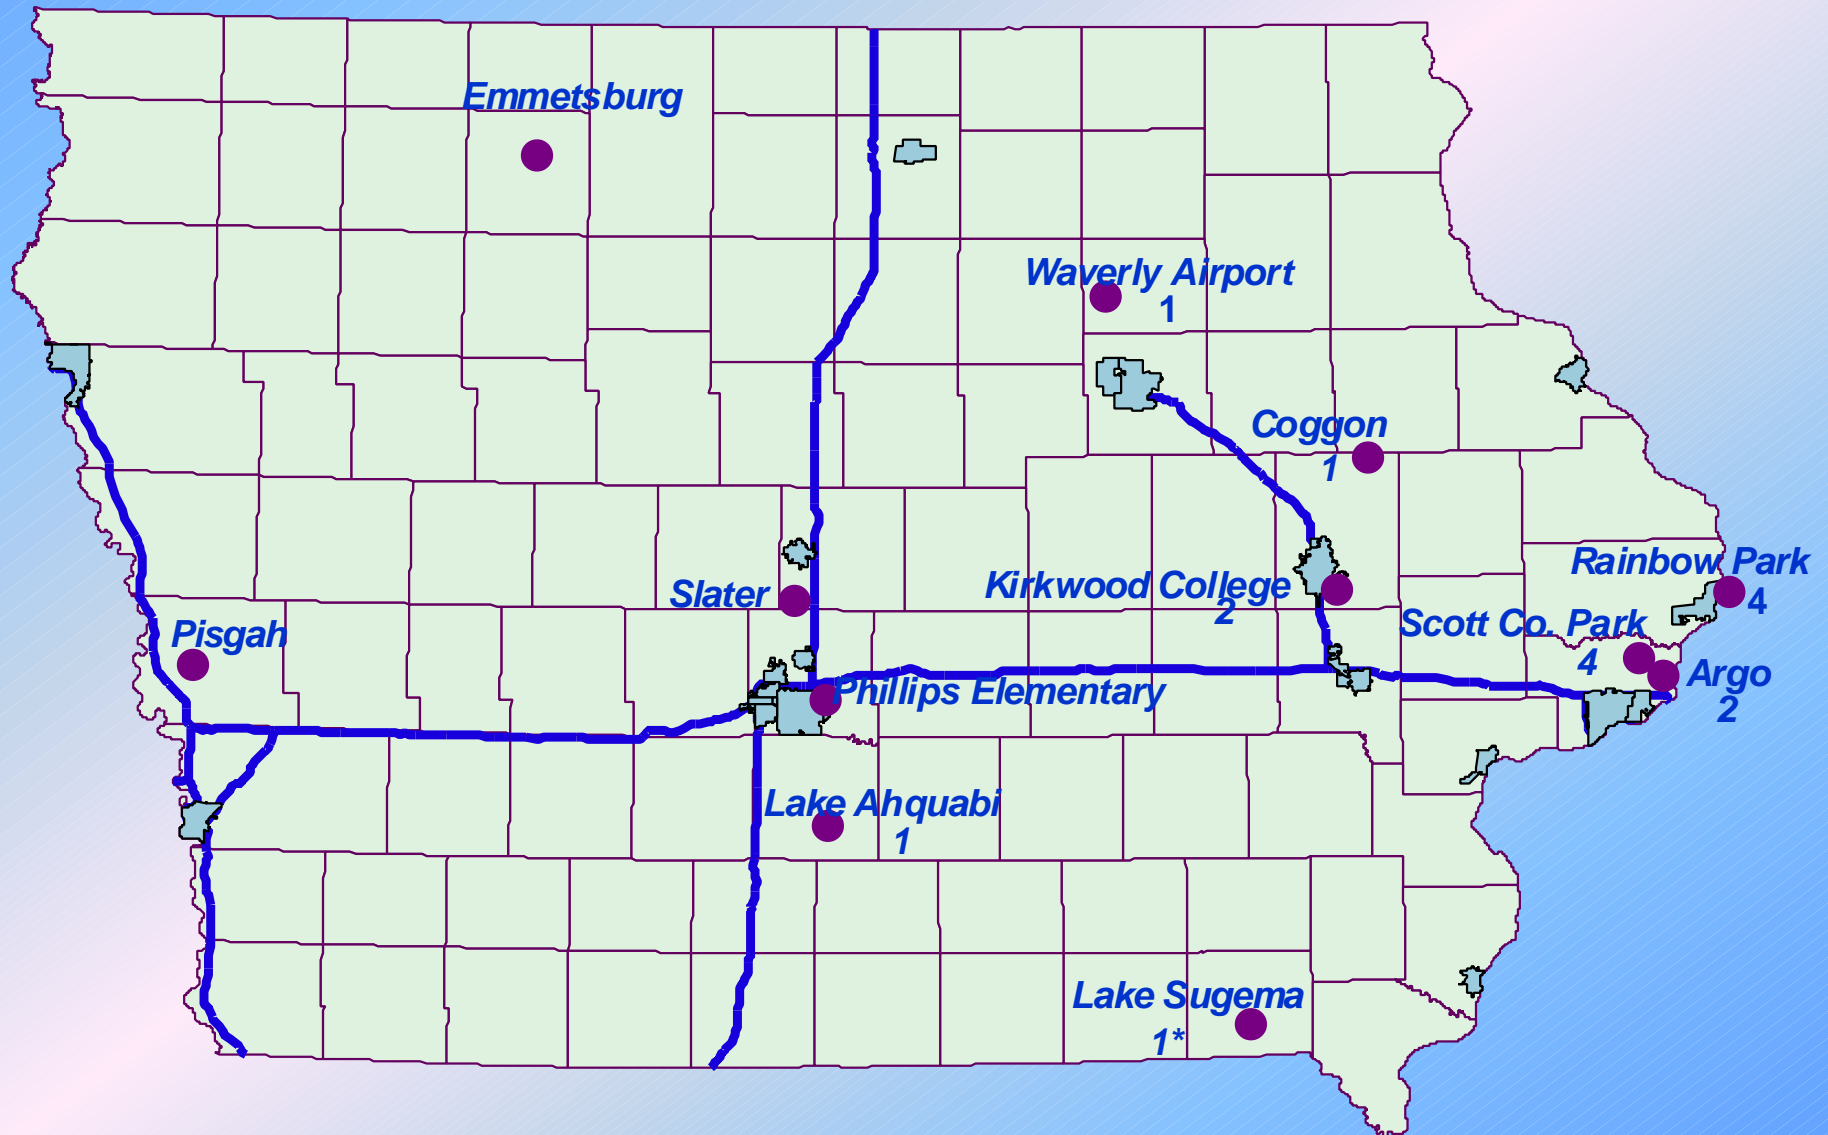 Emmetsburg
Waverly Airport
1
Coggon
1
Rainbow Park
4
Slater
Kirkwood College
2
Scott Co. Park
4
Pisgah
Phillips Elementary
Argo
2
Lake Ahquabi
1
Lake Sugema
1*